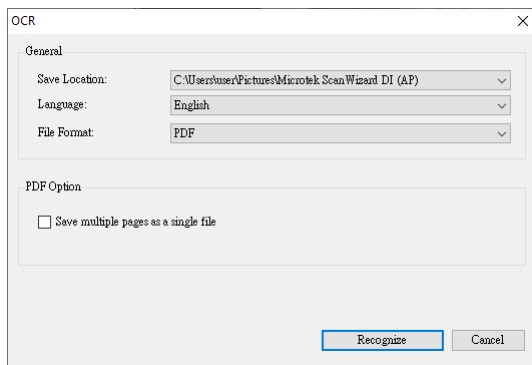 OCR
General
Save Location: C:\Users\user\Pictures\Microtek ScanWizard DI (AP)
Language: English
File Format: PDF
PDF Option
Save multiple pages as a single file
Recognize Cancel